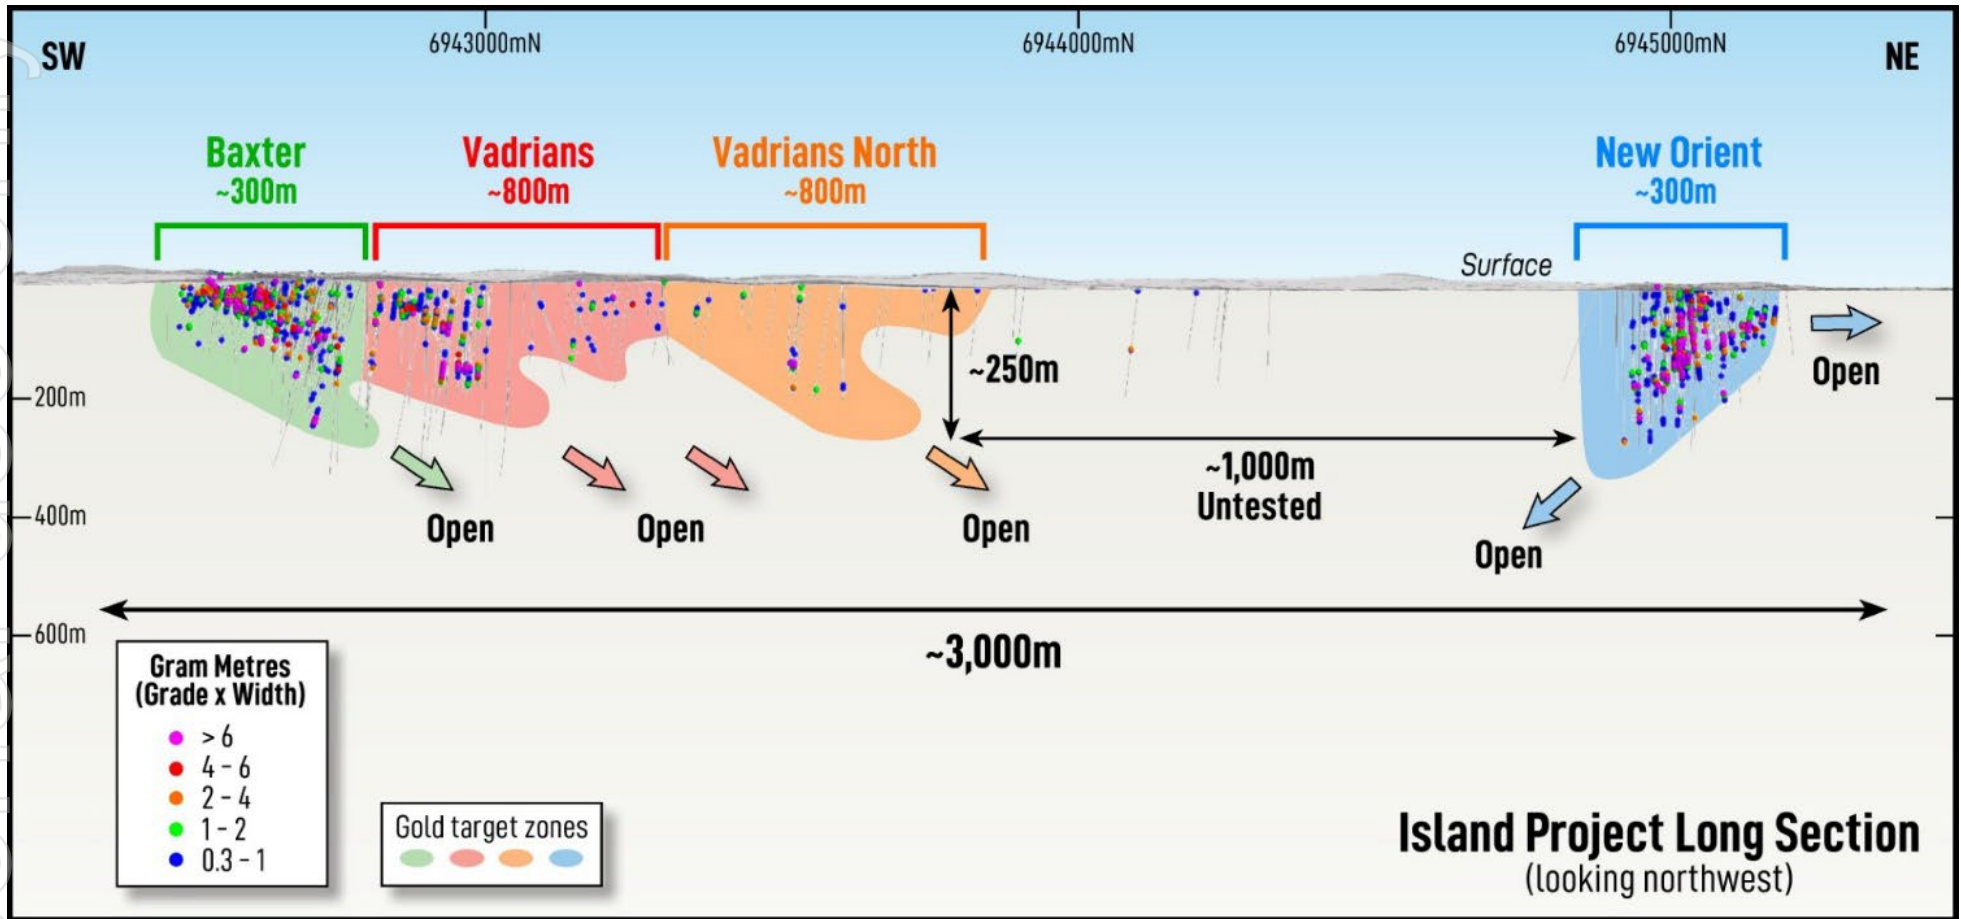 6943000mN
6944000mN
6945000mN
SW
NE
Baxter
~300m
Vadrians
~800m
Vadrians North
~800m
New Orient
~300m
Surface
~250m
Open
200m
~1,000m
Untested
400m
Open
Open
Open
Open
600m
~3,000m
Gram Metres
(Grade x Width)
> 6
4 - 6
2 - 4
1 - 2
0.3 - 1
Gold target zones
Island Project Long Section
(looking northwest)